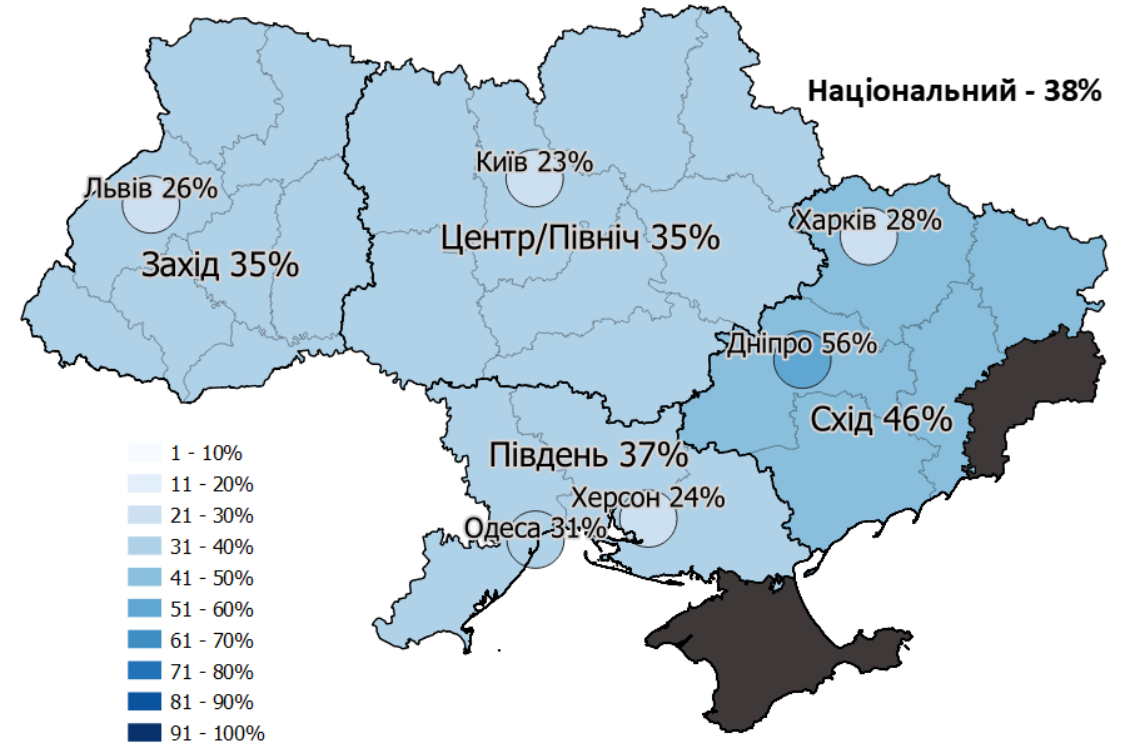 Національний - 38%
Київ 23%
Львів 26%
Харків 28%
Центр/Північ 35%
Захід 35%
Дніпро 56%
Схід 46%
Південь 37%
Херсон 24%
Одеса 31%
1 - 10%
11 - 20%
21 - 30%
31 - 40%
41 - 50%
51 - 60%
61 - 70%
71 - 80%
81 - 90%
91 - 100%